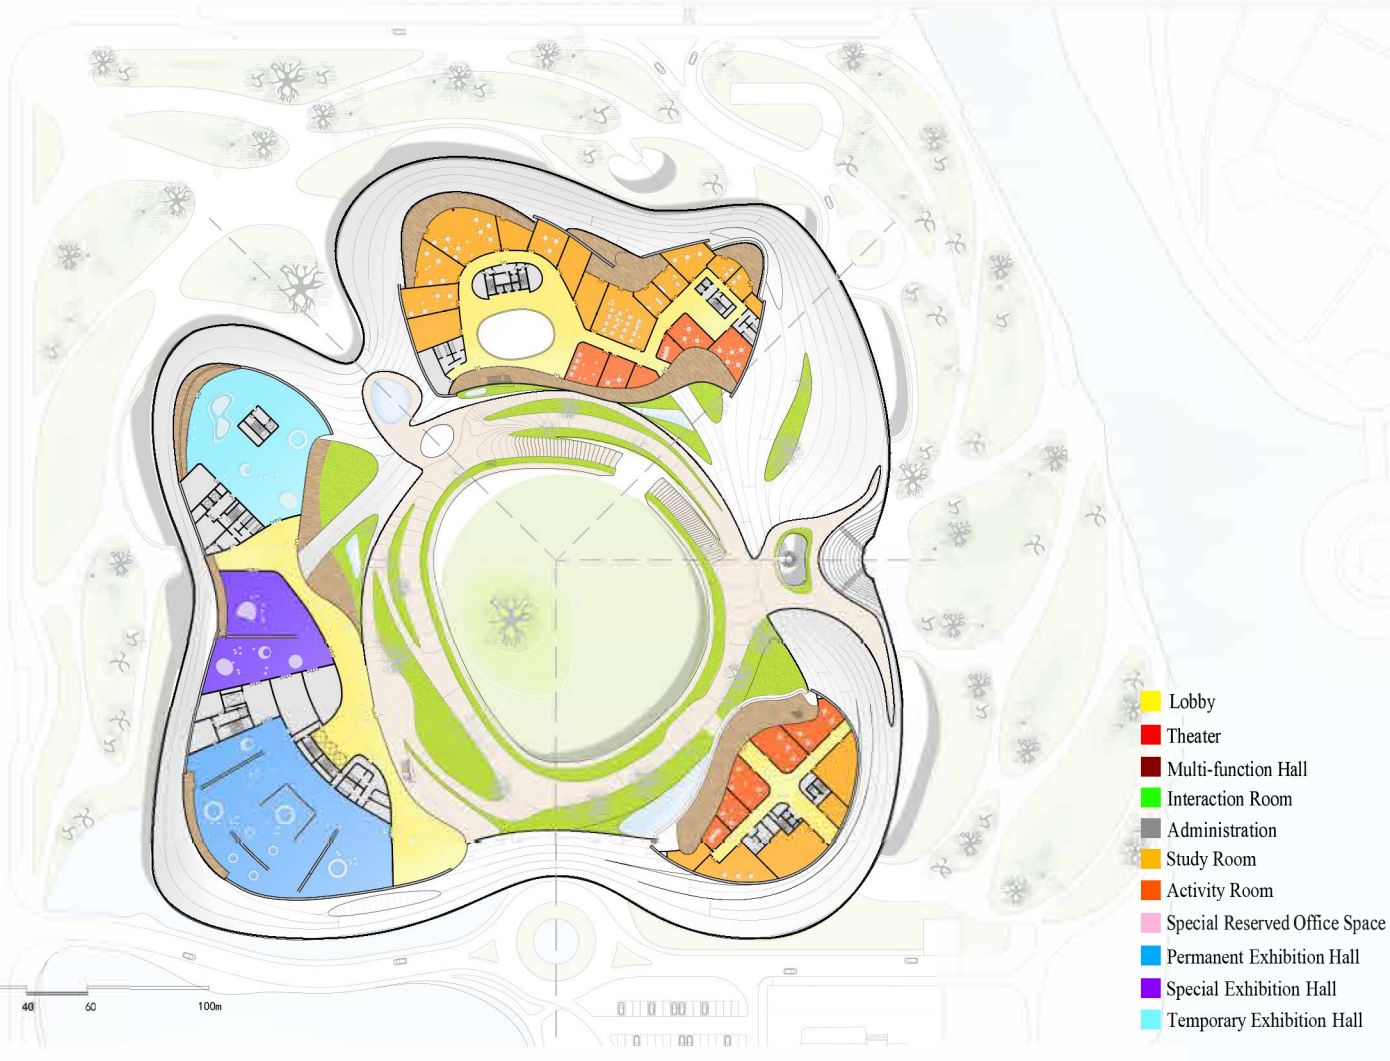 Lobby
Theater
Multi-function Hall
Interaction Room
Administration
Study Room
Activity Room
Special Reserved Office Space
Permanent Exhibition Hall
Special Exhibition Hall
Temporary Exhibition Hall
40 60 100m